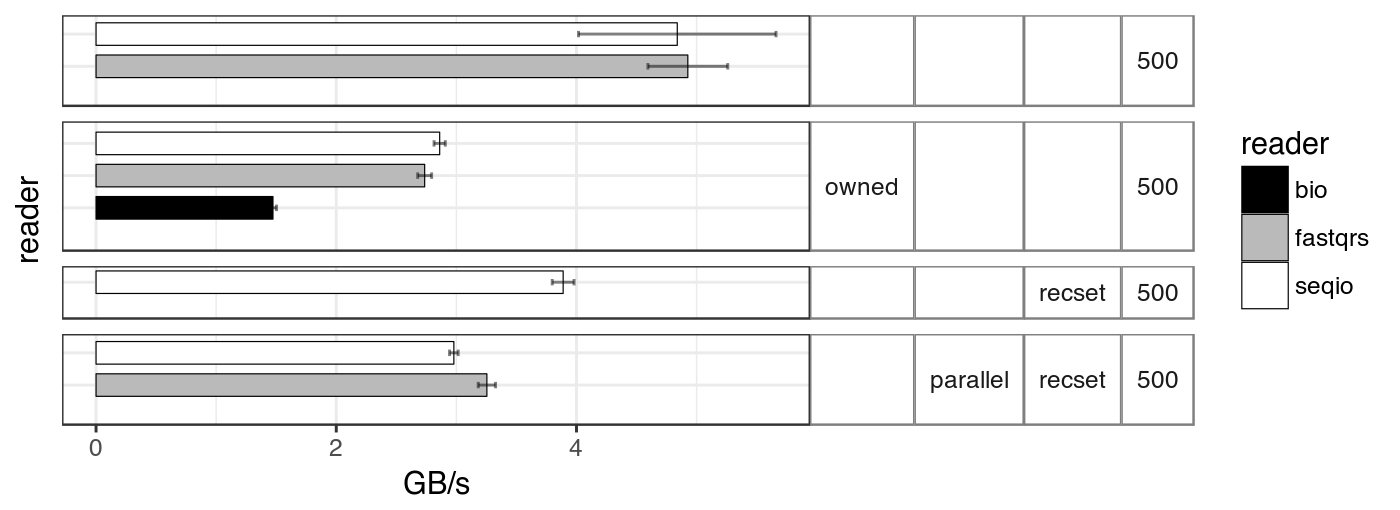 500
owned 500
recset 500
parallel recset 500
reader
0 2 4
GB/s
reader
bio
fastqrs
seqio